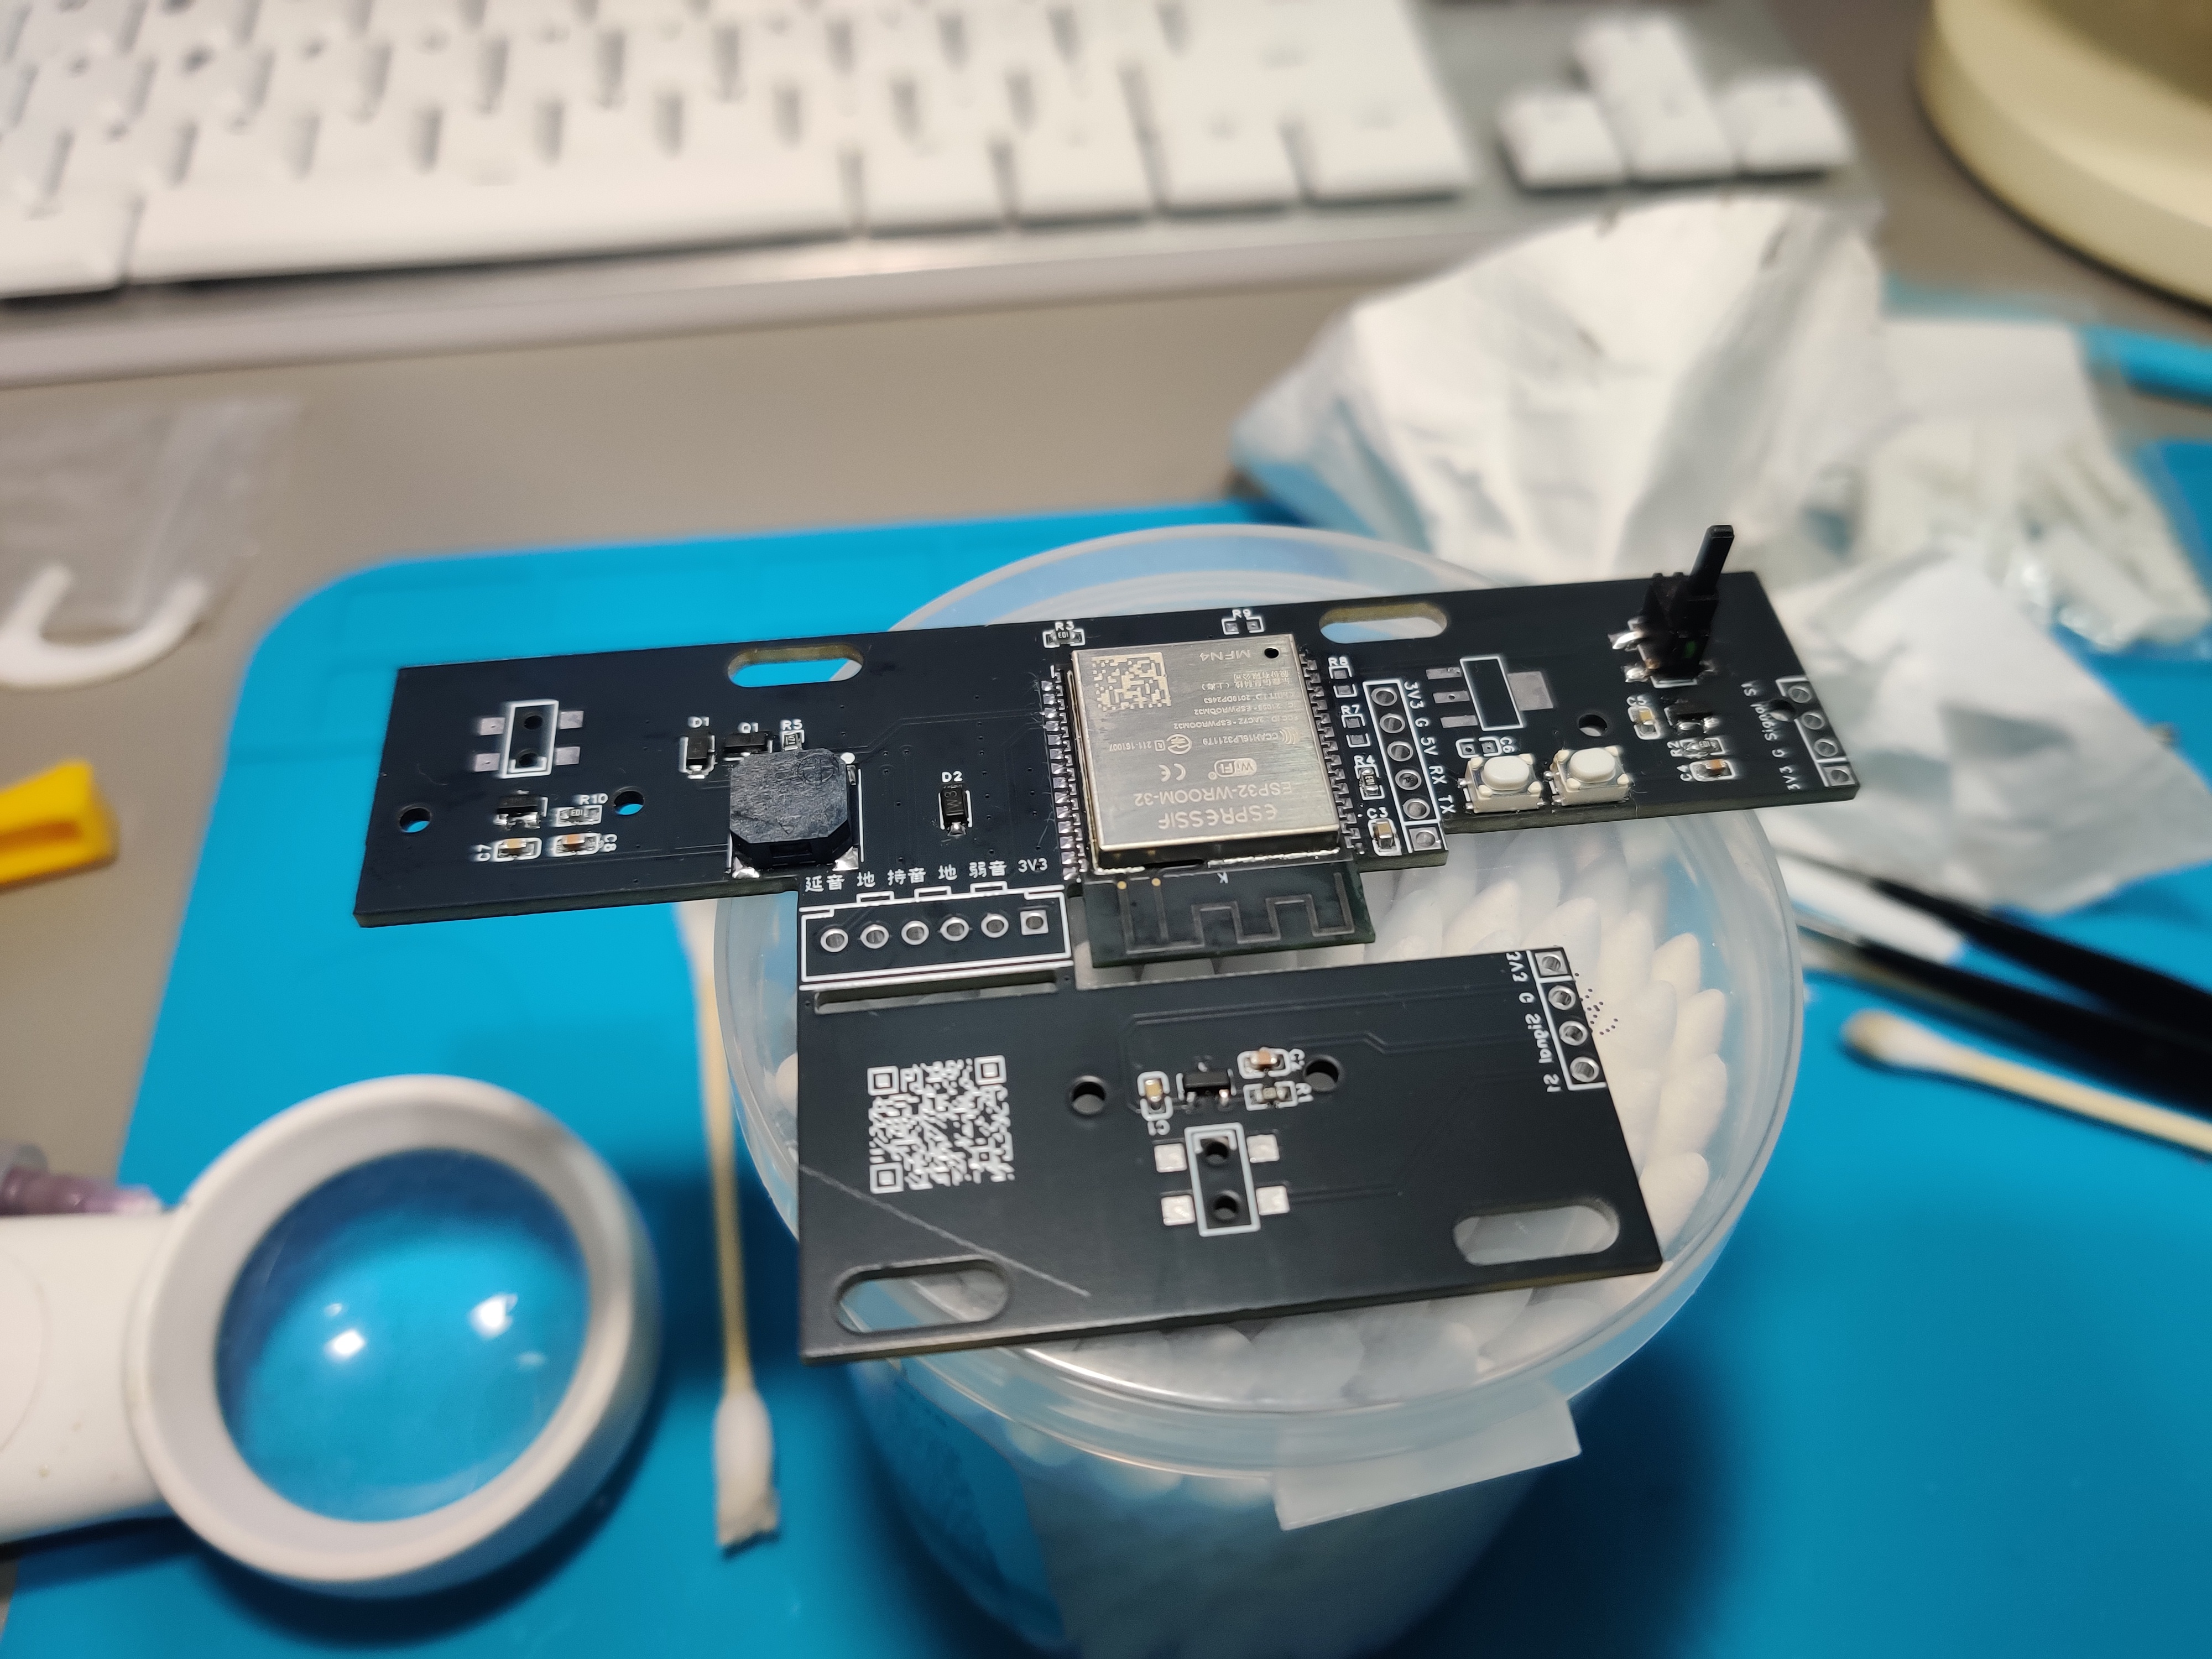 R3
R9
MFN4
R8
D1
Q1
R5
D2
R7
R4
C3
3V3 G 5V RX TX
C6
C2
R2
C4
3V3 G Signal S1
R10
C7
C8
ESP32-WROOM-32
ESPRESSIF
WiFi
CE
延音 地 持音 地 弱音 3V3
3V3 G Signal S1
C2
R1
C1